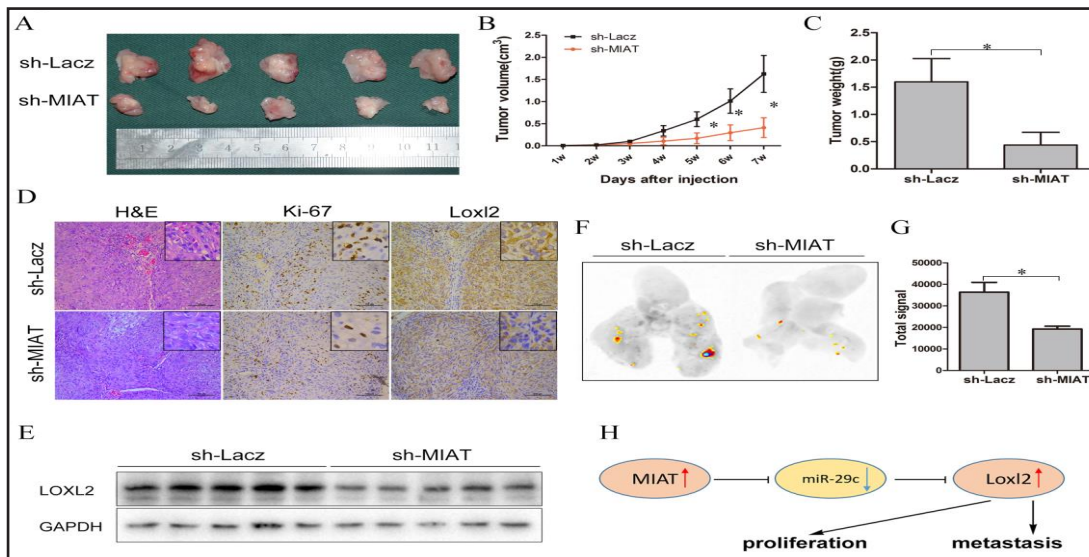 A
sh-Lacz
sh-MIAT
1 2 3 4 5 6 7 8 9 10 11
B
sh-Lacz
sh-MIAT
Tumor volume(cm³)
2.5
2.0
1.5
1.0
0.5
0.0
* * *
1w 2w 3w 4w 5w 6w 7w
Days after injection
C
Tumor weight(g)
2.5
2.0
1.5
1.0
0.5
0.0
*
sh-Lacz sh-MIAT
D
H&E Ki-67 Loxl2
sh-Lacz
sh-MIAT
E
sh-Lacz sh-MIAT
LOXL2
GAPDH
F
sh-Lacz sh-MIAT
G
Total signal
50000
40000
30000
20000
10000
0
*
sh-Lacz sh-MIAT
H
MIAT↑ miR-29c↓ Loxl2↑
proliferation metastasis